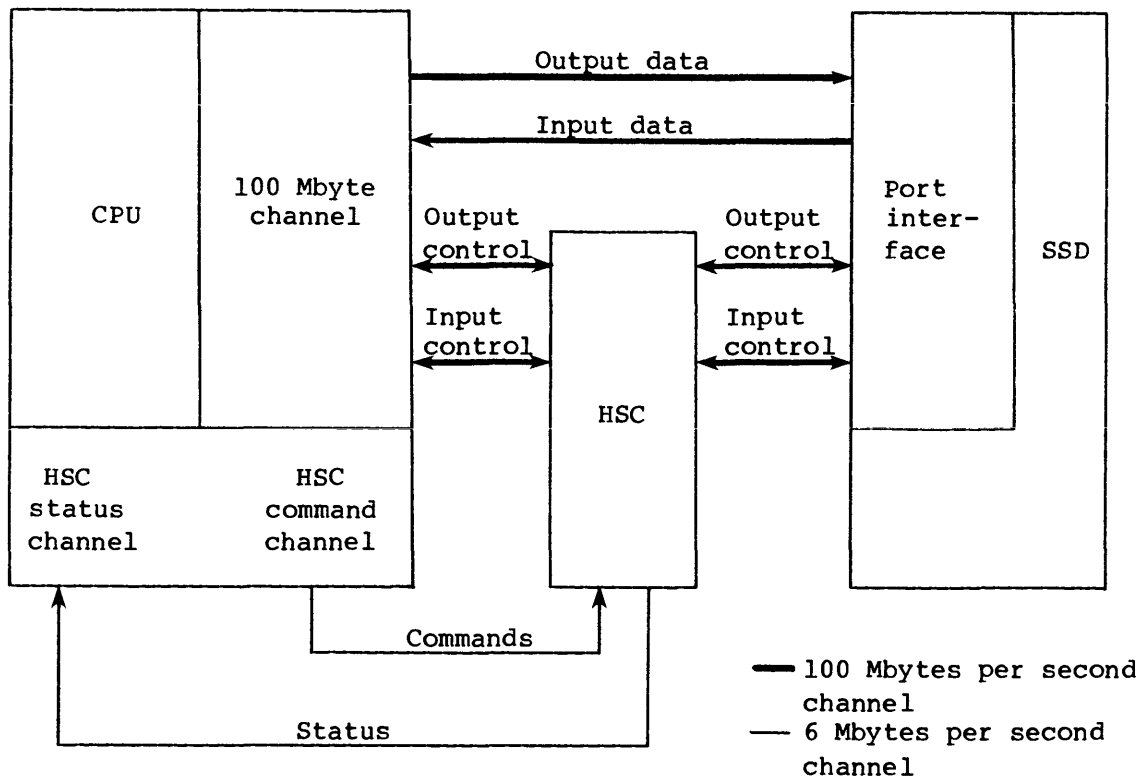 Output data
Input data
CPU
100 Mbyte
channel
Port
inter-
face
SSD
Output
control
Output
control
Input
control
Input
control
HSC
HSC
status
channel
HSC
command
channel
Commands
Status
100 Mbytes per second
channel
6 Mbytes per second
channel